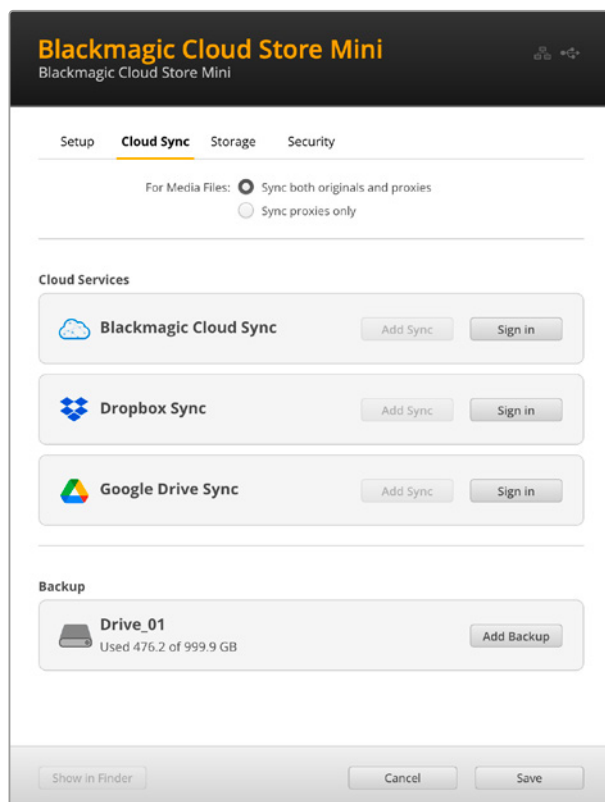 Blackmagic Cloud Store Mini
Blackmagic Cloud Store Mini
Setup Cloud Sync Storage Security
For Media Files: Sync both originals and proxies
Sync proxies only
Cloud Services
Blackmagic Cloud Sync Add Sync Sign in
Dropbox Sync Add Sync Sign in
Google Drive Sync Add Sync Sign in
Backup
Drive_01
Used 476.2 of 999.9 GB Add Backup
Show in Finder Cancel Save